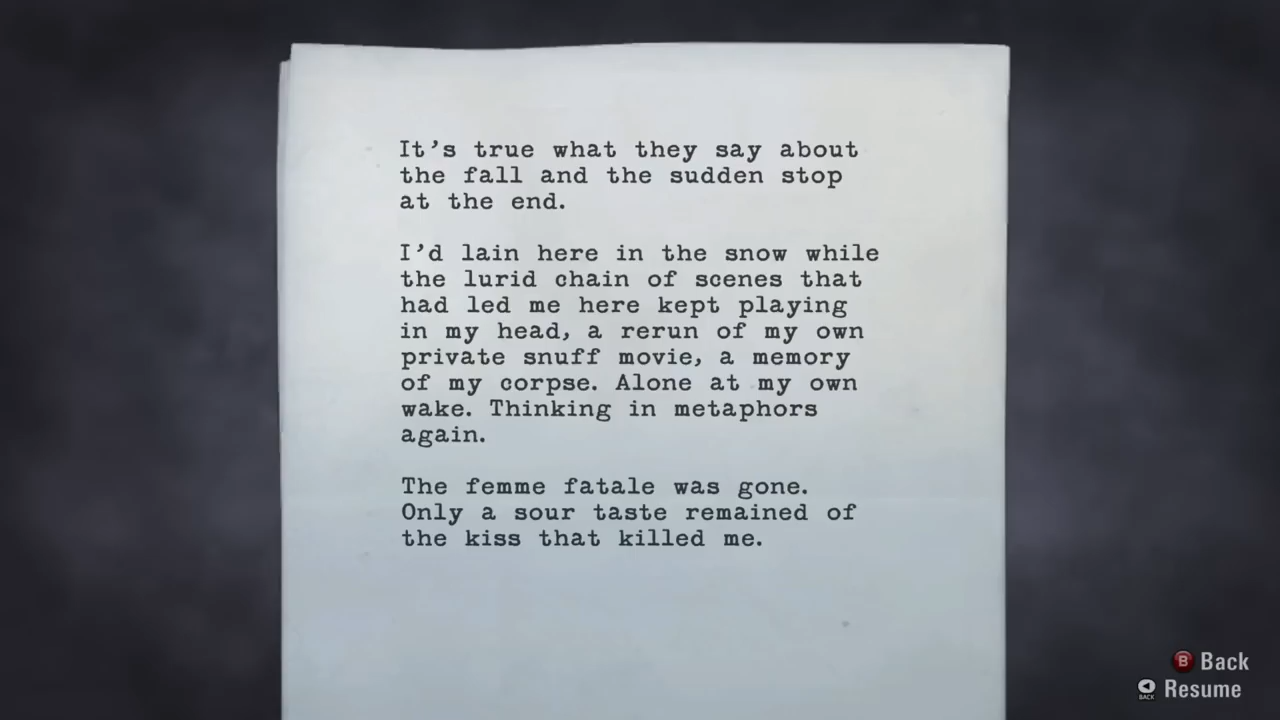 It's true what they say about
the fall and the sudden stop
at the end.
I'd lain here in the snow while
the lurid chain of scenes that
had led me here kept playing
in my head, a rerun of my own
private snuff movie, a memory
of my corpse. Alone at my own
wake. Thinking in metaphors
again.
The femme fatale was gone.
Only a sour taste remained of
the kiss that killed me.
B Back
BACK Resume